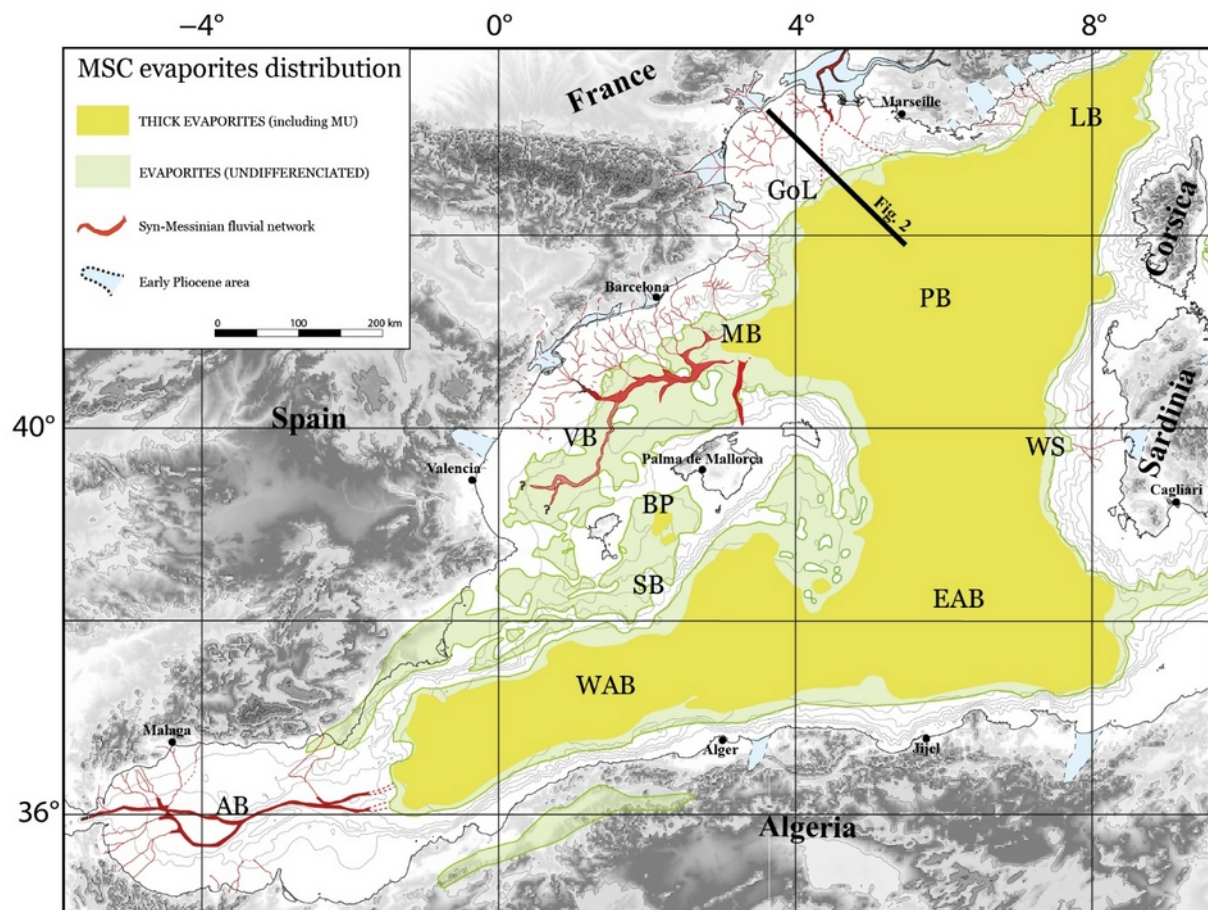 −4°
0°
4°
8°
MSC evaporites distribution
THICK EVAPORITES (including MU)
EVAPORITES (UNDIFFERENCIATED)
Syn-Messinian fluvial network
Early Pliocene area
0 100 200 km
France
Marseille
LB
GoL
Fig. 2
Corsica
Barcelona
PB
MB
40°
Spain
VB
WS
Sardinia
Valencia
Palma de Mallorca
Cagliari
?
?
BP
SB
EAB
WAB
Malaga
Alger
Jijel
36°
AB
Algeria